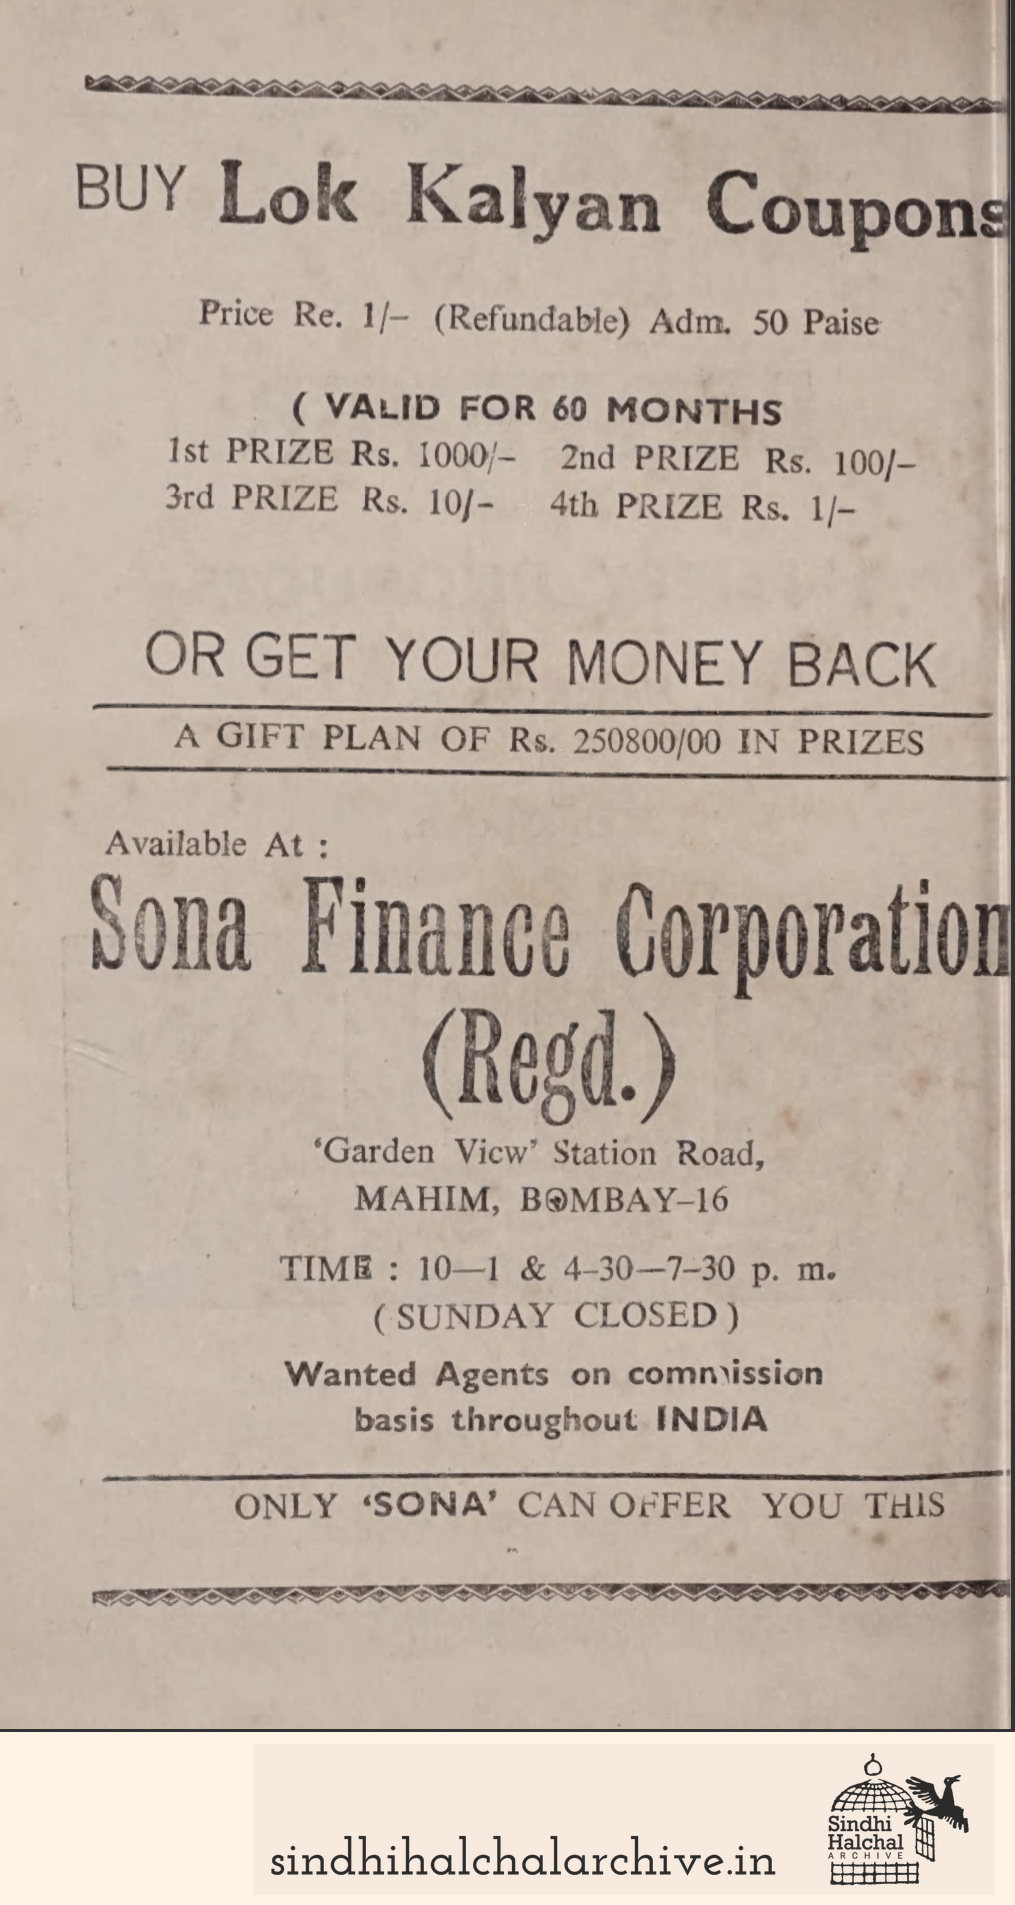 BUY Lok Kalyan Coupons
Price Re. 1/– (Refundable) Adm. 50 Paise
( VALID FOR 60 MONTHS
1st PRIZE Rs. 1000/– 2nd PRIZE Rs. 100/–
3rd PRIZE Rs. 10/– 4th PRIZE Rs. 1/–
OR GET YOUR MONEY BACK
A GIFT PLAN OF Rs. 250800/00 IN PRIZES
Available At :
Sona Finance Corporation
(Regd.)
‘Garden View’ Station Road,
MAHIM, BOMBAY–16
TIME : 10—1 & 4–30—7–30 p. m.
( SUNDAY CLOSED )
Wanted Agents on commission
basis throughout INDIA
ONLY ‘SONA’ CAN OFFER YOU THIS
sindhihalchalarchive.in
Sindhi
Halchal
ARCHIVE